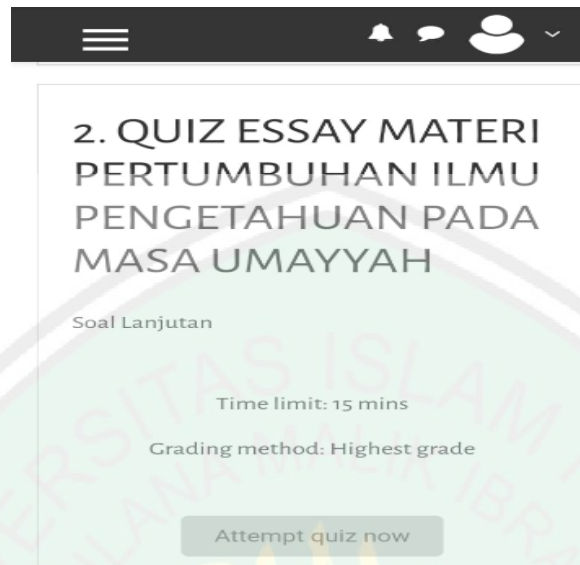 2. QUIZ ESSAY MATERI
PERTUMBUHAN ILMU
PENGETAHUAN PADA
MASA UMAYYAH
Soal Lanjutan
Time limit: 15 mins
Grading method: Highest grade
Attempt quiz now